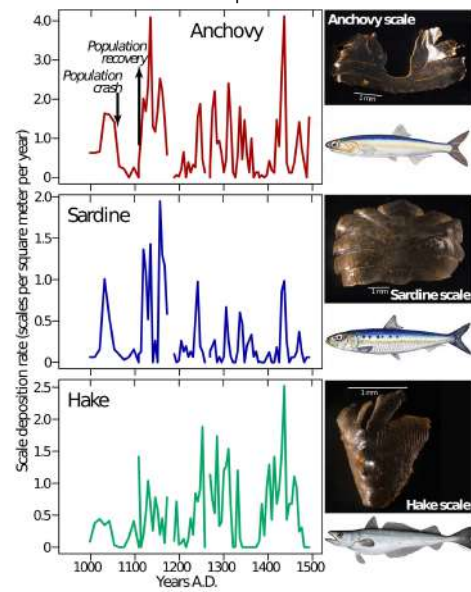 Scale deposition rate (scales per square meter per year)
Anchovy
4.0
3.0
2.0
1.0
0
Population
recovery
Population
crash
Anchovy scale
2 mm
Sardine
2.0
1.5
1.0
0.5
0
1 mm
Sardine scale
Hake
2.5
2.0
1.5
1.0
0.5
0.0
1 mm
Hake scale
1000 1100 1200 1300 1400 1500
Years A.D.